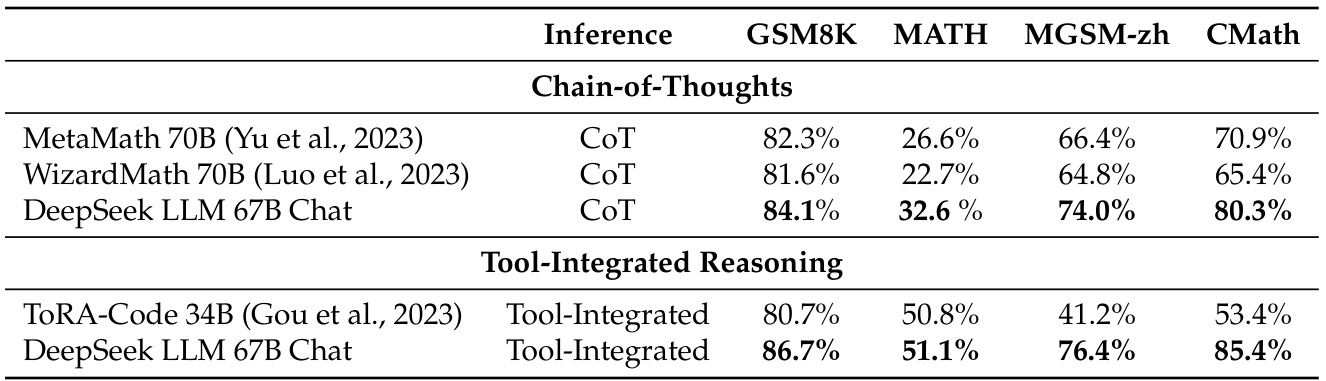 Inference GSM8K MATH MGSM-zh CMath
Chain-of-Thoughts
MetaMath 70B (Yu et al., 2023) CoT 82.3% 26.6% 66.4% 70.9%
WizardMath 70B (Luo et al., 2023) CoT 81.6% 22.7% 64.8% 65.4%
DeepSeek LLM 67B Chat CoT 84.1% 32.6 % 74.0% 80.3%
Tool-Integrated Reasoning
ToRA-Code 34B (Gou et al., 2023) Tool-Integrated 80.7% 50.8% 41.2% 53.4%
DeepSeek LLM 67B Chat Tool-Integrated 86.7% 51.1% 76.4% 85.4%